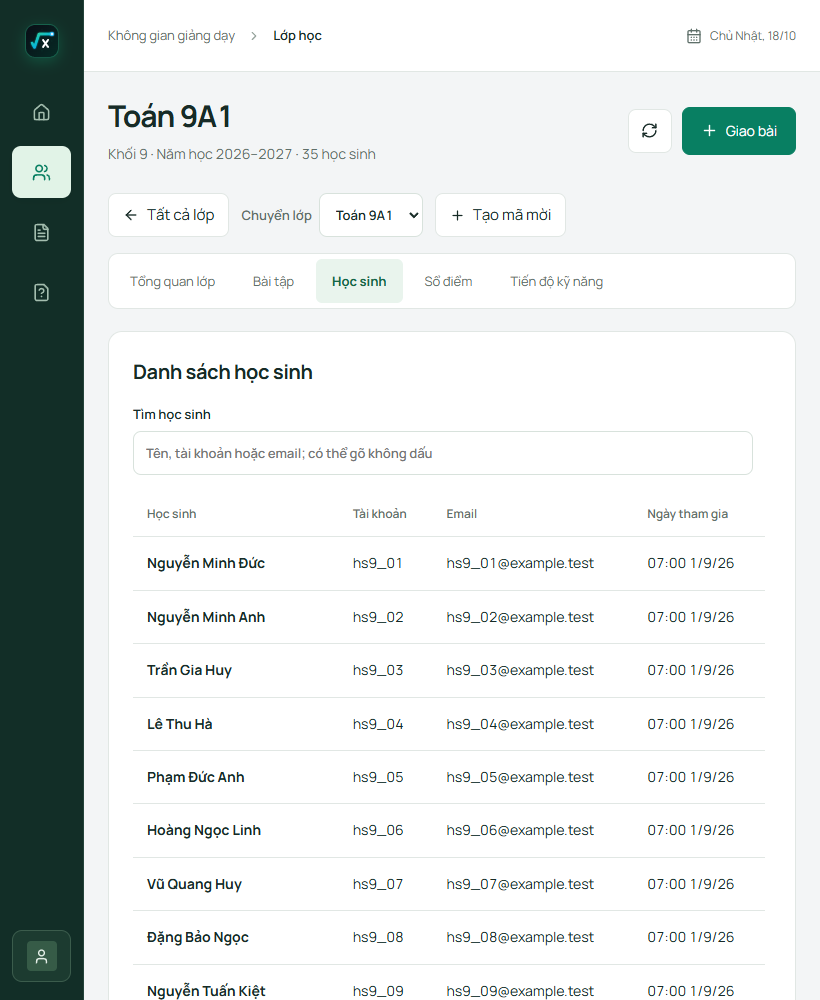 √x
Không gian giảng dạy > Lớp học
Chủ Nhật, 18/10
Toán 9A1
Khối 9 · Năm học 2026–2027 · 35 học sinh
+ Giao bài
← Tất cả lớp
Chuyển lớp
Toán 9A1
+ Tạo mã mới
Tổng quan lớp Bài tập Học sinh Sổ điểm Tiến độ kỹ năng
Danh sách học sinh
Tìm học sinh
Tên, tài khoản hoặc email; có thể gõ không dấu
Học sinh Tài khoản Email Ngày tham gia
Nguyễn Minh Đức hs9_01 hs9_01@example.test 07:00 1/9/26
Nguyễn Minh Anh hs9_02 hs9_02@example.test 07:00 1/9/26
Trần Gia Huy hs9_03 hs9_03@example.test 07:00 1/9/26
Lê Thu Hà hs9_04 hs9_04@example.test 07:00 1/9/26
Phạm Đức Anh hs9_05 hs9_05@example.test 07:00 1/9/26
Hoàng Ngọc Linh hs9_06 hs9_06@example.test 07:00 1/9/26
Vũ Quang Huy hs9_07 hs9_07@example.test 07:00 1/9/26
Đặng Bảo Ngọc hs9_08 hs9_08@example.test 07:00 1/9/26
Nguyễn Tuấn Kiệt hs9_09 hs9_09@example.test 07:00 1/9/26